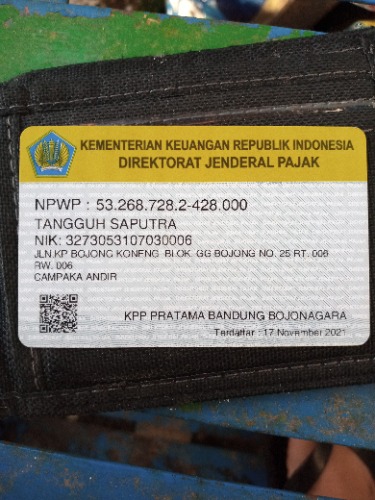 KEMENTERIAN KEUANGAN REPUBLIK INDONESIA
DIREKTORAT JENDERAL PAJAK
NPWP : 53.268.728.2-428.000
TANGGUH SAPUTRA
NIK: 3273053107030006
JLN.KP BOJONG KONENG BLOK GG BOJONG NO. 25 RT. 006
RW. 006
CAMPAKA ANDIR
KPP PRATAMA BANDUNG BOJONAGARA
Terdaftar : 17 November 2021